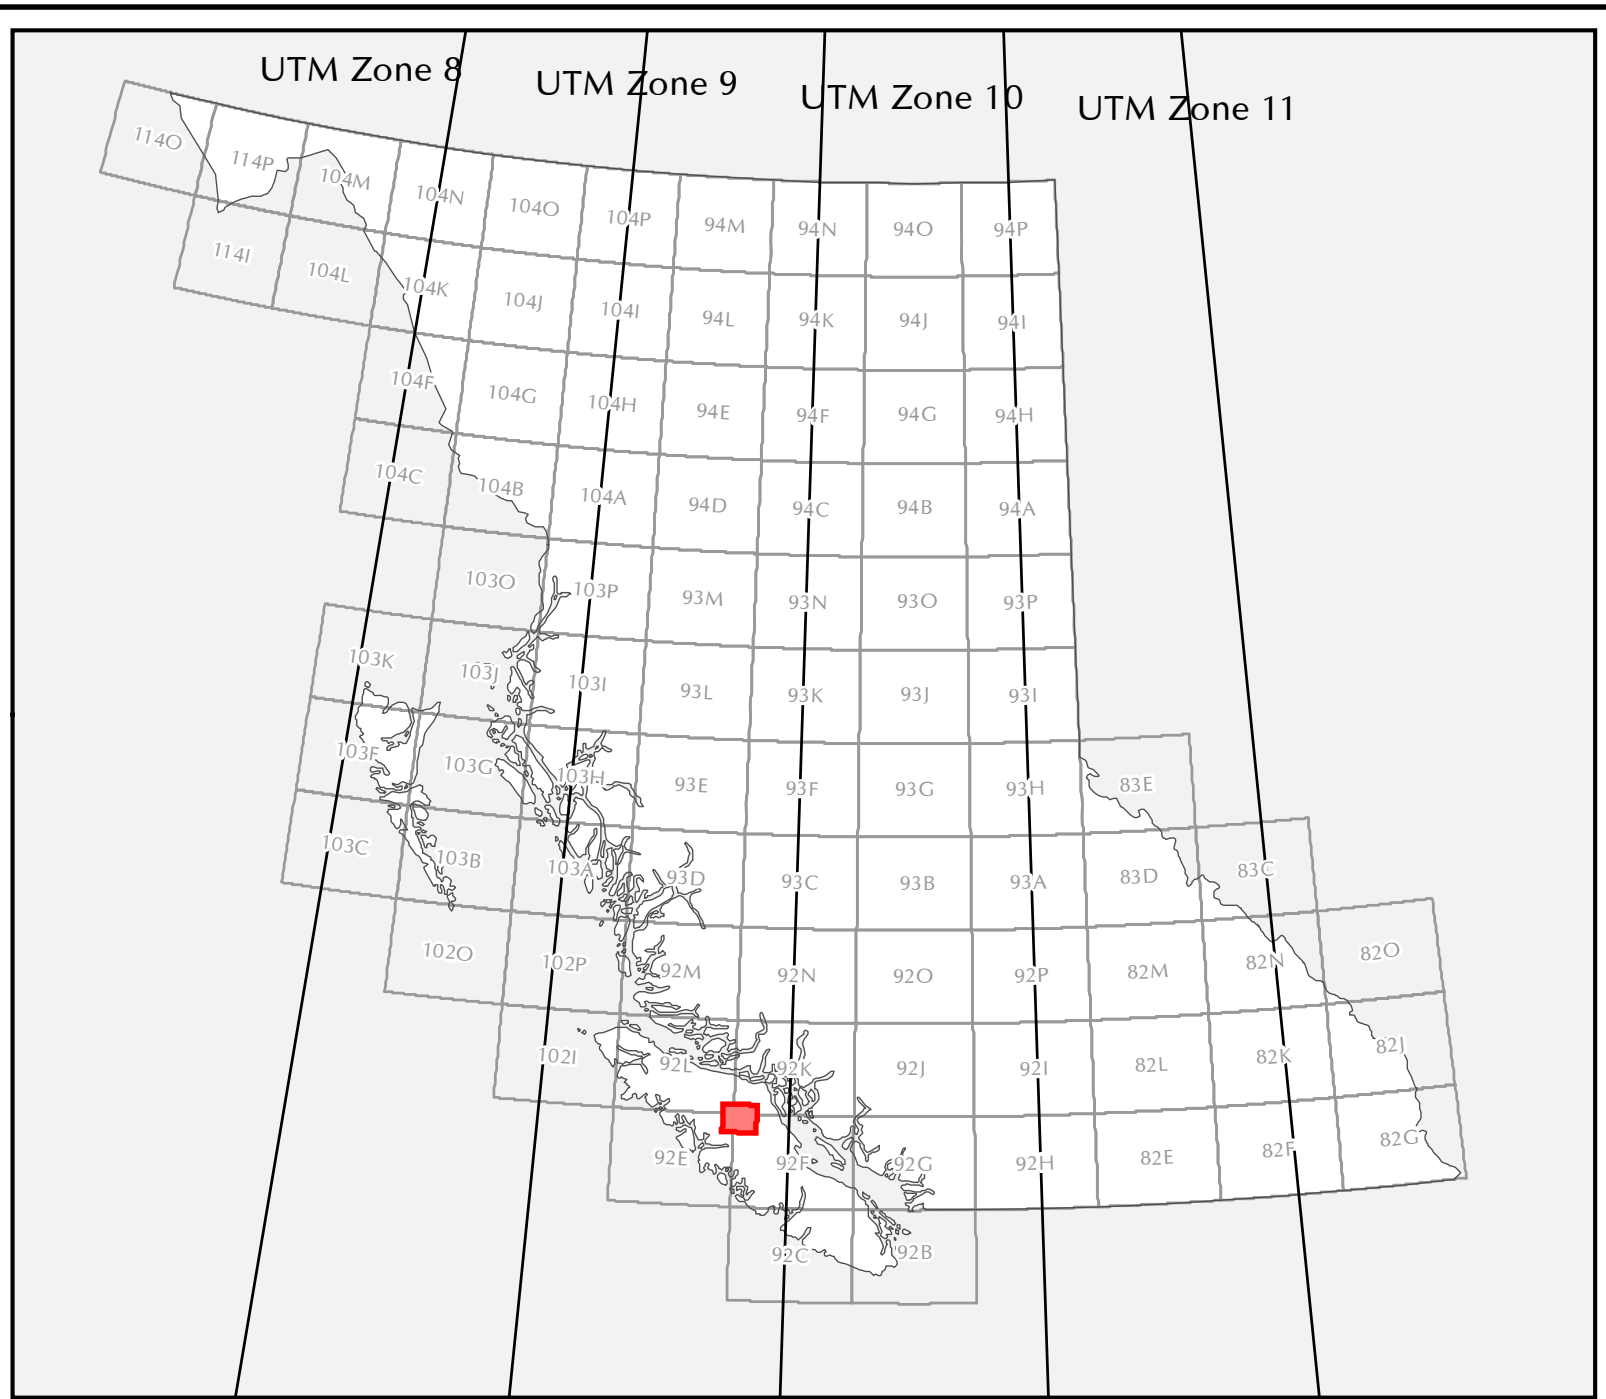 UTM Zone 8
UTM Zone 9
UTM Zone 10
UTM Zone 11
114O 114P 104M 104N 104O 104P 94M 94N 94O 94P
114I 104L 104K 104J 104I 94L 94K 94J 94I
104F 104G 104H 94E 94F 94G 94H
104C 104B 104A 94D 94C 94B 94A
103O 103P 93M 93N 93O 93P
103K 103J 103I 93L 93K 93J 93I
103F 103G 103H 93E 93F 93G 93H 83E
103C 103B 103A 93D 93C 93B 93A 83D 83C
102O 102P 92M 92N 92O 92P 82M 82N 82O
102I 92L 92K 92J 92I 82L 82K 82J
92E 92F 92G 92H 82E 82F 82G
92C 92B